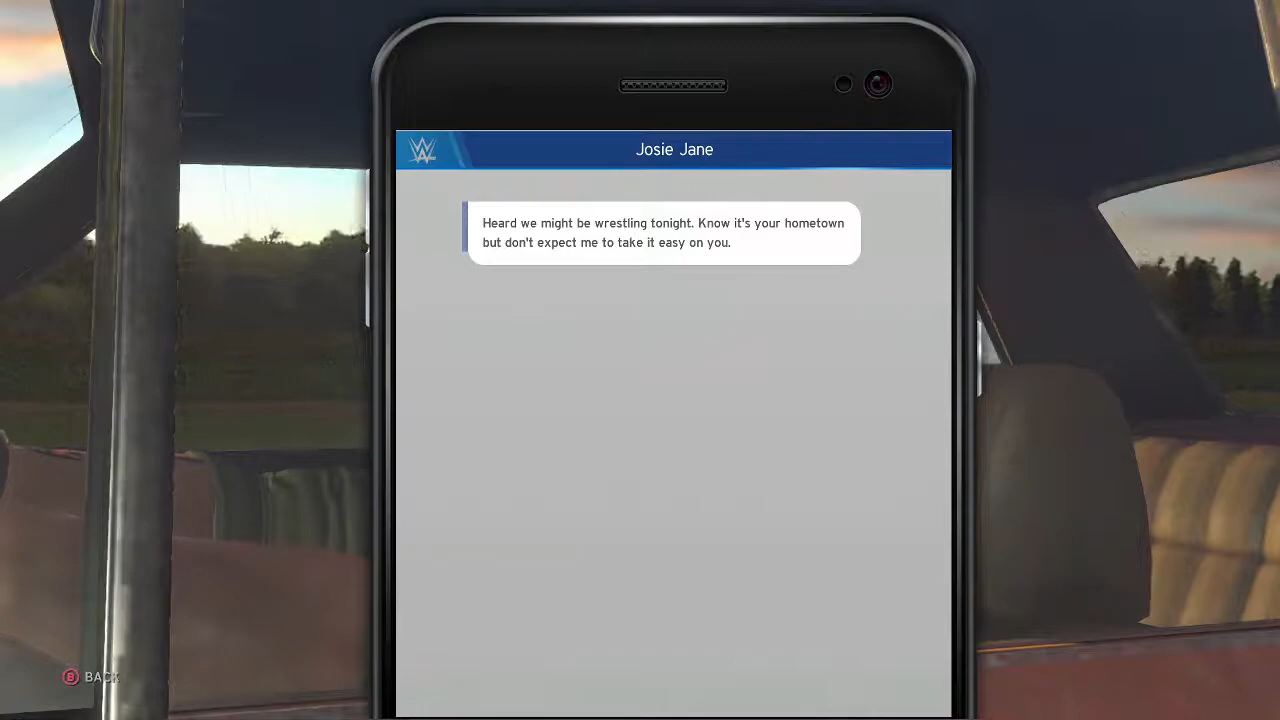 Josie Jane
Heard we might be wrestling tonight. Know it's your hometown
but don't expect me to take it easy on you.
B BACK